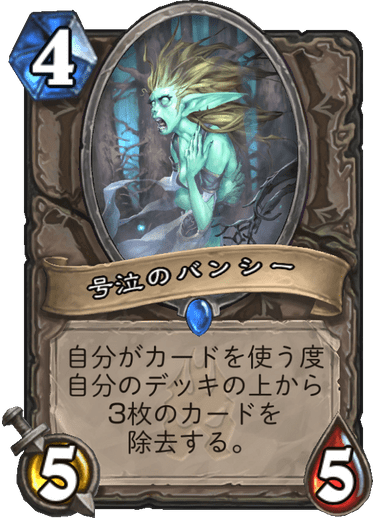 4
号泣のバンシー
自分がカードを使う度
自分のデッキの上から
3枚のカードを
除去する。
5
5